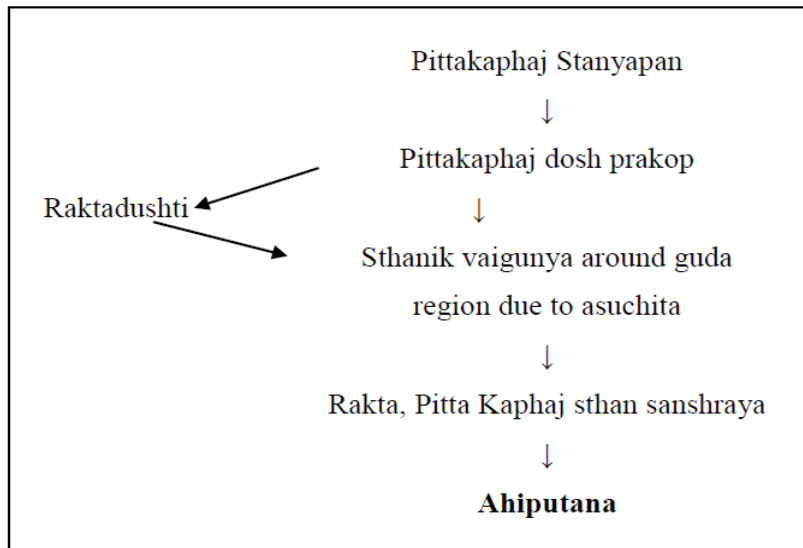 Pittakaphaj Stanyapan
↓
Pittakaphaj dosh prakop
Raktadushti
↓
Sthanik vaigunya around guda
region due to asuchita
↓
Rakta, Pitta Kaphaj sthan sanshraya
↓
Ahiputana